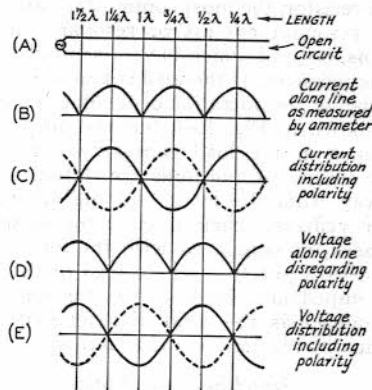 1½λ 1¼λ 1λ ¾λ ½λ ¼λ ← LENGTH
(A) Open
circuit
(B) Current
along line
as measured
by ammeter
(C) Current
distribution
including
polarity
(D) Voltage
along line
disregarding
polarity
(E) Voltage
distribution
including
polarity